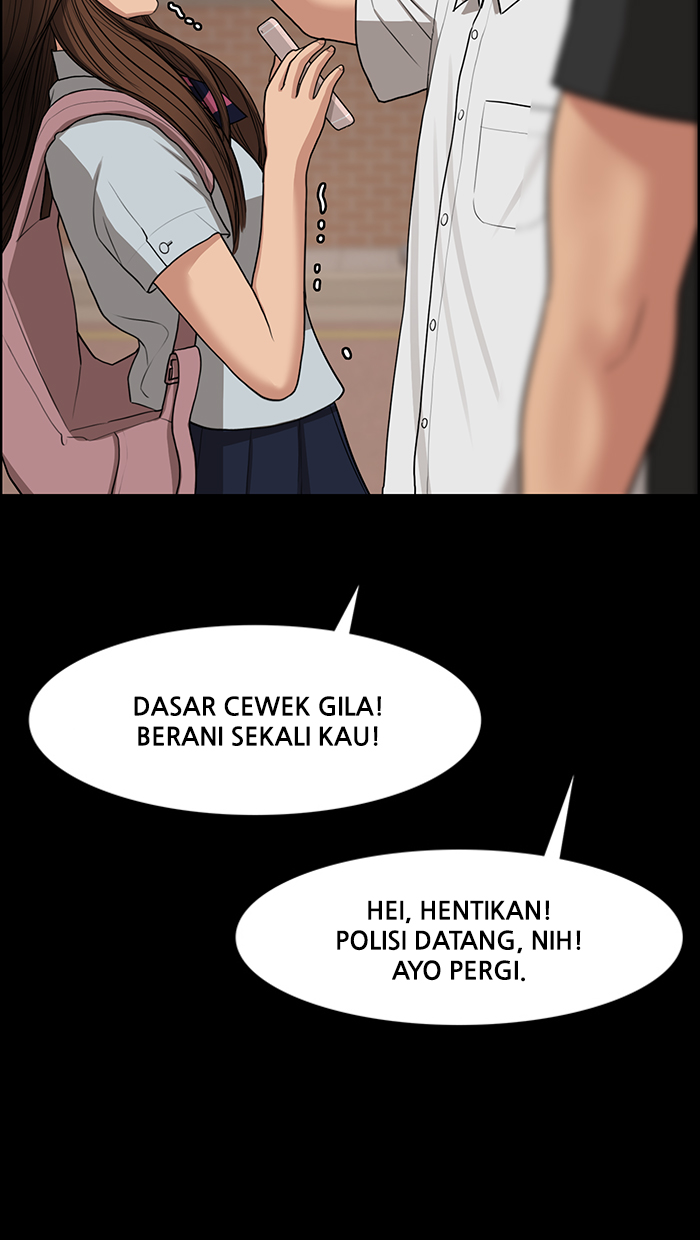 DASAR CEWEK GILA!
BERANI SEKALI KAU!
HEI, HENTIKAN!
POLISI DATANG, NIH!
AYO PERGI.